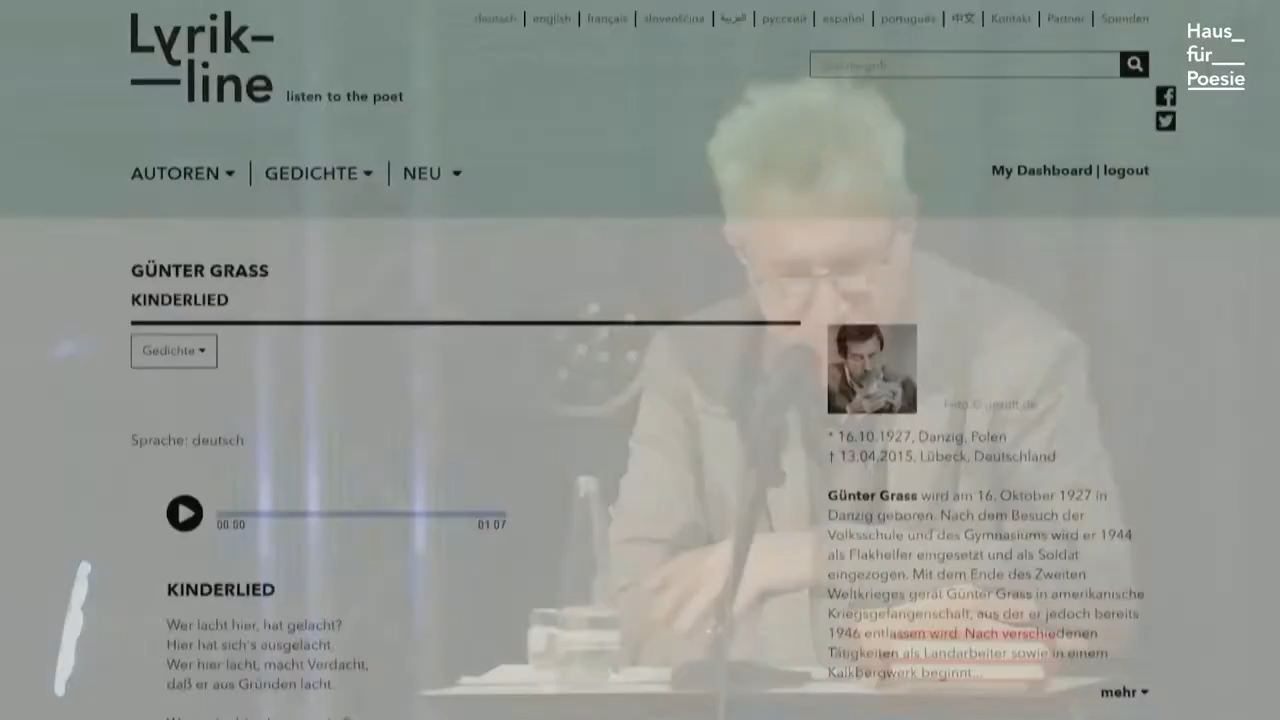 Lyrik-
—line listen to the poet
deutsch | english | français | slovenščina | العربية | русский | español | português | 中文 | Kontakt | Partner | Spenden
Haus_
für__
Poesie
AUTOREN | GEDICHTE | NEU
My Dashboard | logout
GÜNTER GRASS
KINDERLIED
Gedichte
Foto ©
Sprache: deutsch
00:00 01:07
* 16.10.1927, Danzig, Polen
† 13.04.2015, Lübeck, Deutschland
Günter Grass wird am 16. Oktober 1927 in
Danzig geboren. Nach dem Besuch der
Volksschule und des Gymnasiums wird er 1944
als Flakhelfer eingesetzt und als Soldat
eingezogen. Mit dem Ende des Zweiten
Weltkrieges gerät Günter Grass in amerikanische
Kriegsgefangenschaft, aus der er jedoch bereits
1946 entlassen wird. Nach verschiedenen
Tätigkeiten als Landarbeiter sowie in einem
Kalkbergwerk beginnt...
mehr
KINDERLIED
Wer lacht hier, hat gelacht?
Hier hat sich's ausgelacht.
Wer hier lacht, macht Verdacht,
daß er aus Gründen lacht.